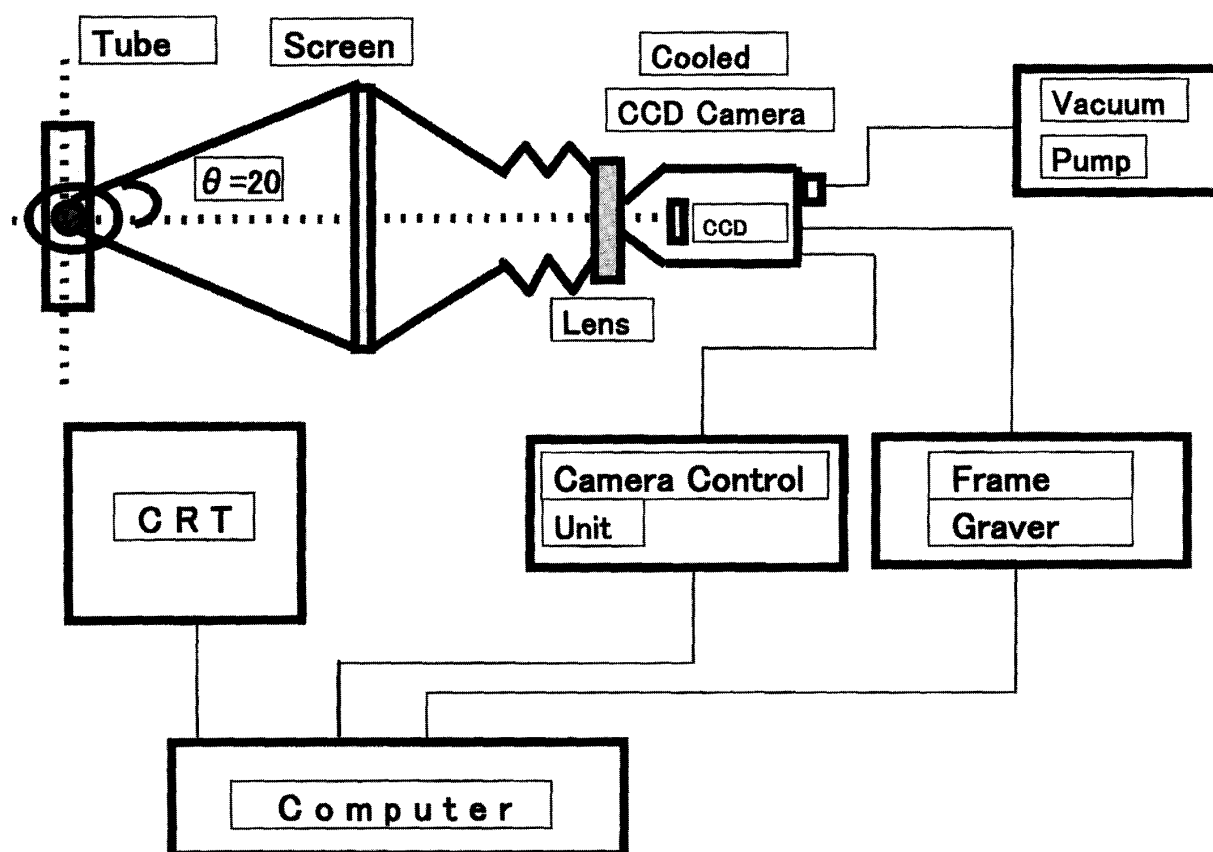 Tube
Screen
Cooled
CCD Camera
Vacuum
Pump
θ=20
CCD
Lens
Camera Control
Unit
Frame
Graver
CRT
Computer